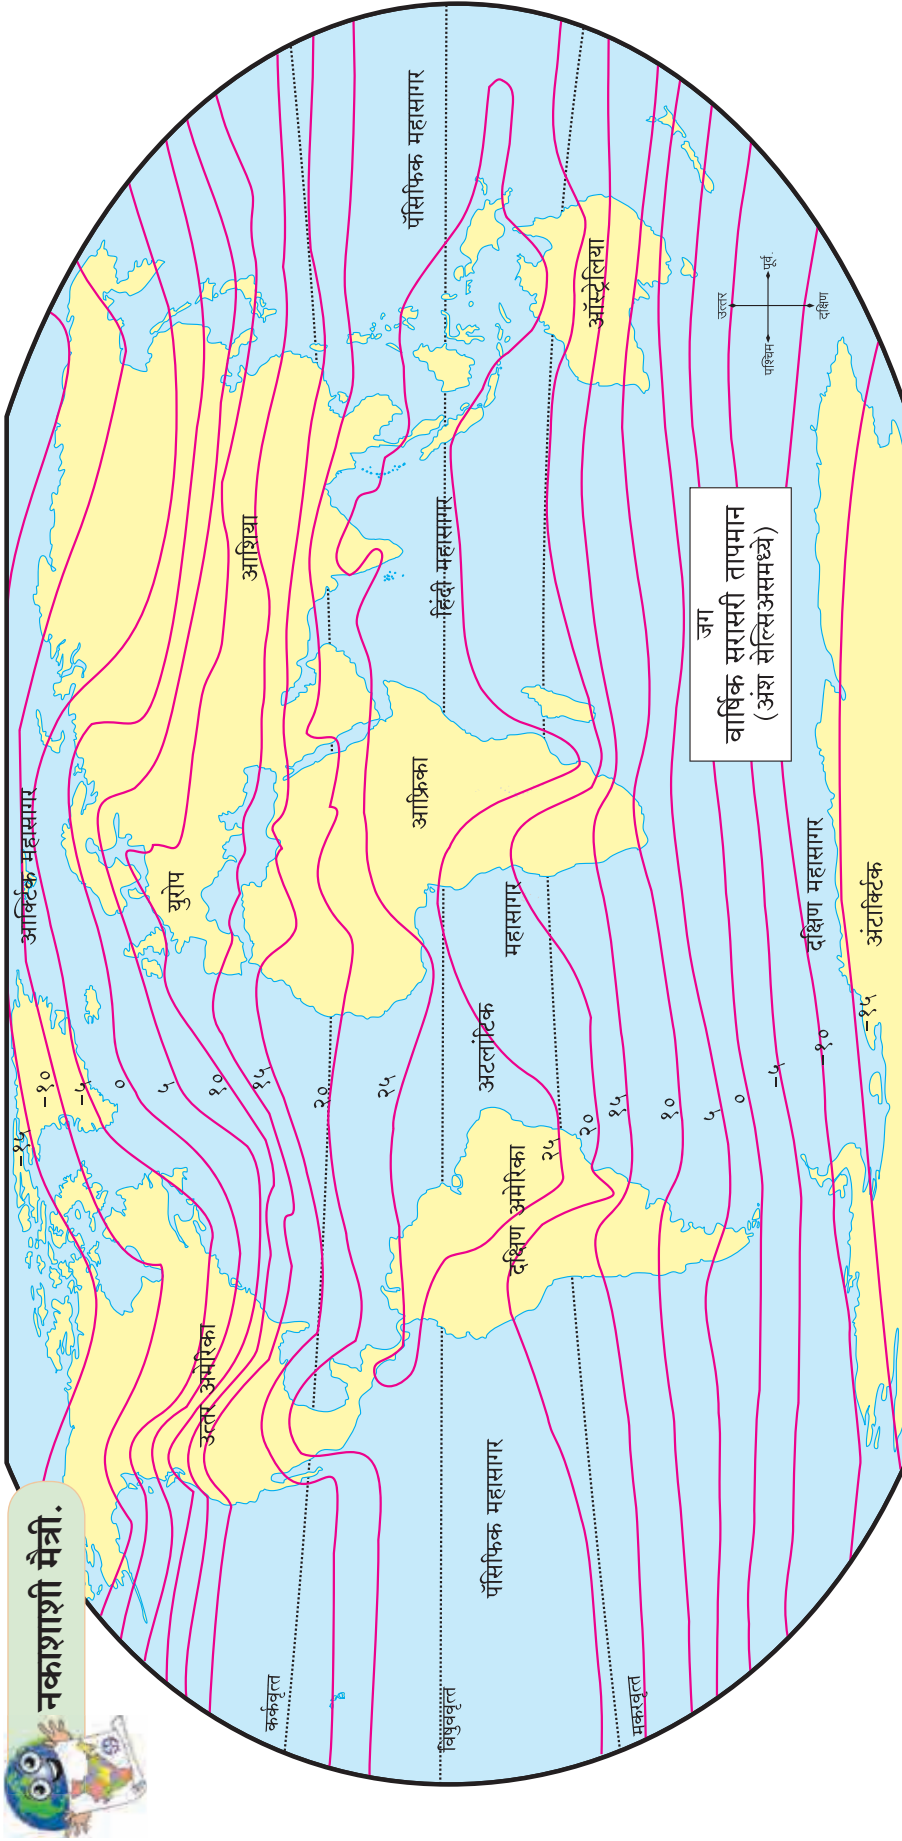 नकाशाशी मैत्री.
आर्क्टिक महासागर
-१५
-१०
-५
०
५
१०
१५
२०
२५
उत्तर अमेरिका
युरोप
आशिया
कर्कवृत्त
पॅसिफिक महासागर
आफ्रिका
पॅसिफिक महासागर
विषुववृत्त
हिंदी महासागर
अटलांटिक
महासागर
दक्षिण अमेरिका
ऑस्ट्रेलिया
मकरवृत्त
२५
२०
१५
१०
५
०
-५
-१०
-१५
जग
वार्षिक सरासरी तापमान
(अंश सेल्सिअसमध्ये)
उत्तर
पश्चिम
पूर्व.
दक्षिण
दक्षिण महासागर
अंटार्क्टिक